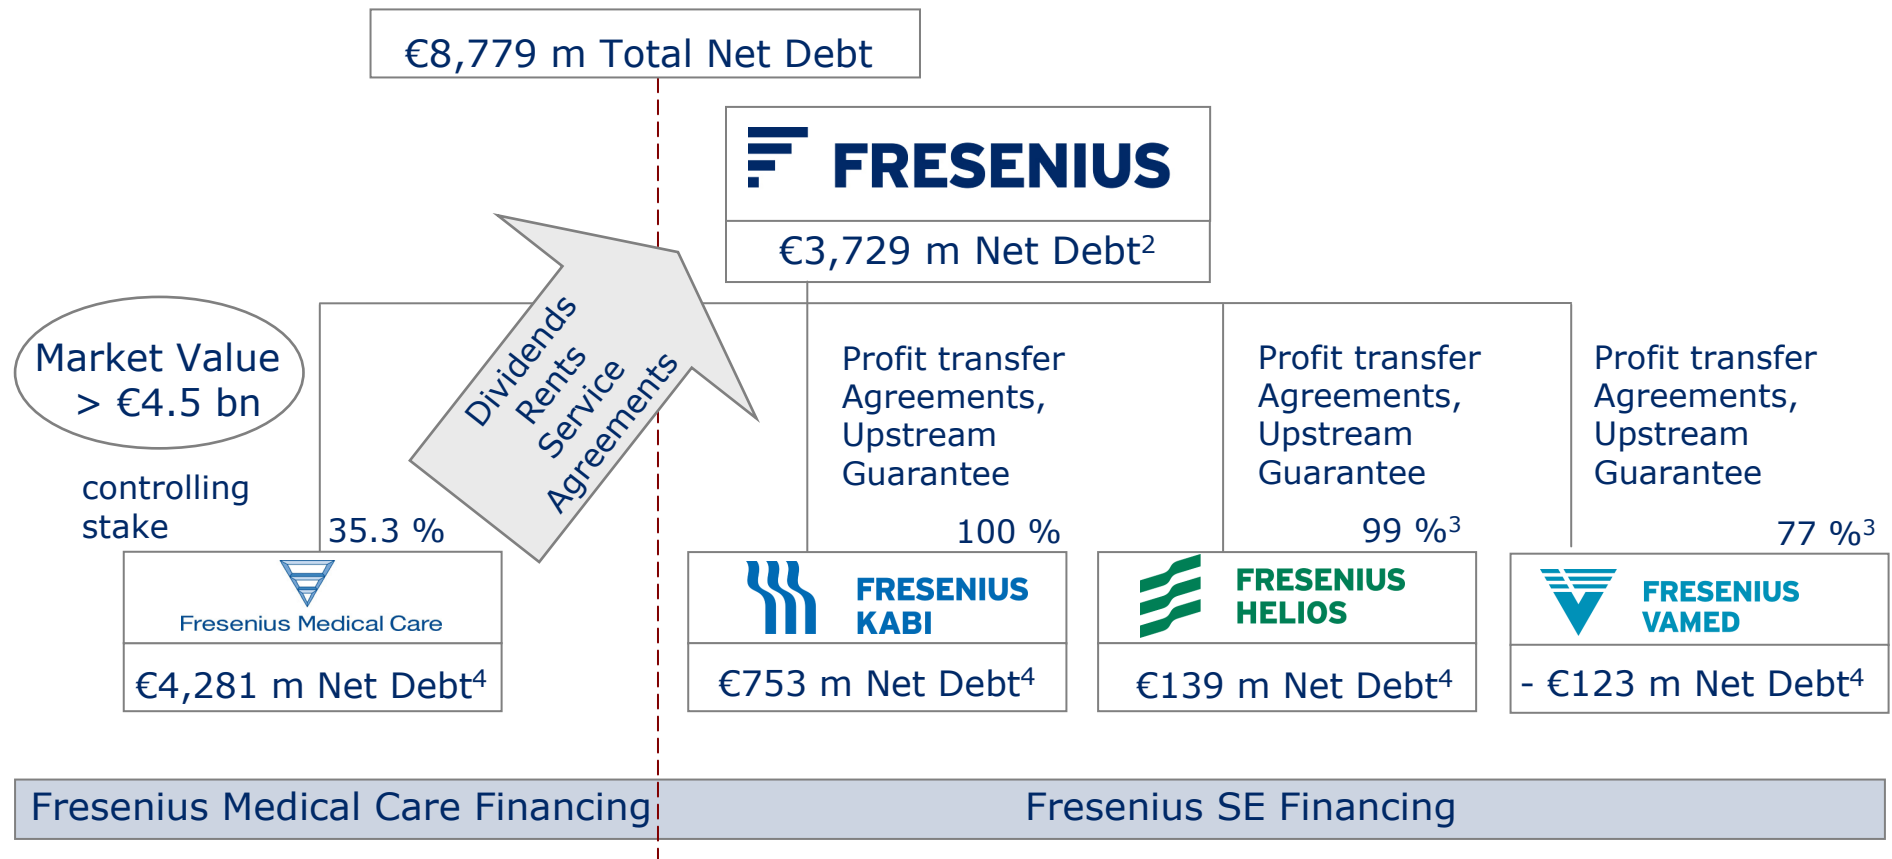 €8,779 m Total Net Debt
FRESENIUS
€3,729 m Net Debt²
Market Value
> €4.5 bn
Dividends
Rents
Service
Agreements
controlling
stake
35.3 %
Profit transfer
Agreements,
Upstream
Guarantee
100 %
Profit transfer
Agreements,
Upstream
Guarantee
99 %³
Profit transfer
Agreements,
Upstream
Guarantee
77 %³
Fresenius Medical Care
€4,281 m Net Debt⁴
FRESENIUS
KABI
€753 m Net Debt⁴
FRESENIUS
HELIOS
€139 m Net Debt⁴
FRESENIUS
VAMED
- €123 m Net Debt⁴
Fresenius Medical Care Financing
Fresenius SE Financing